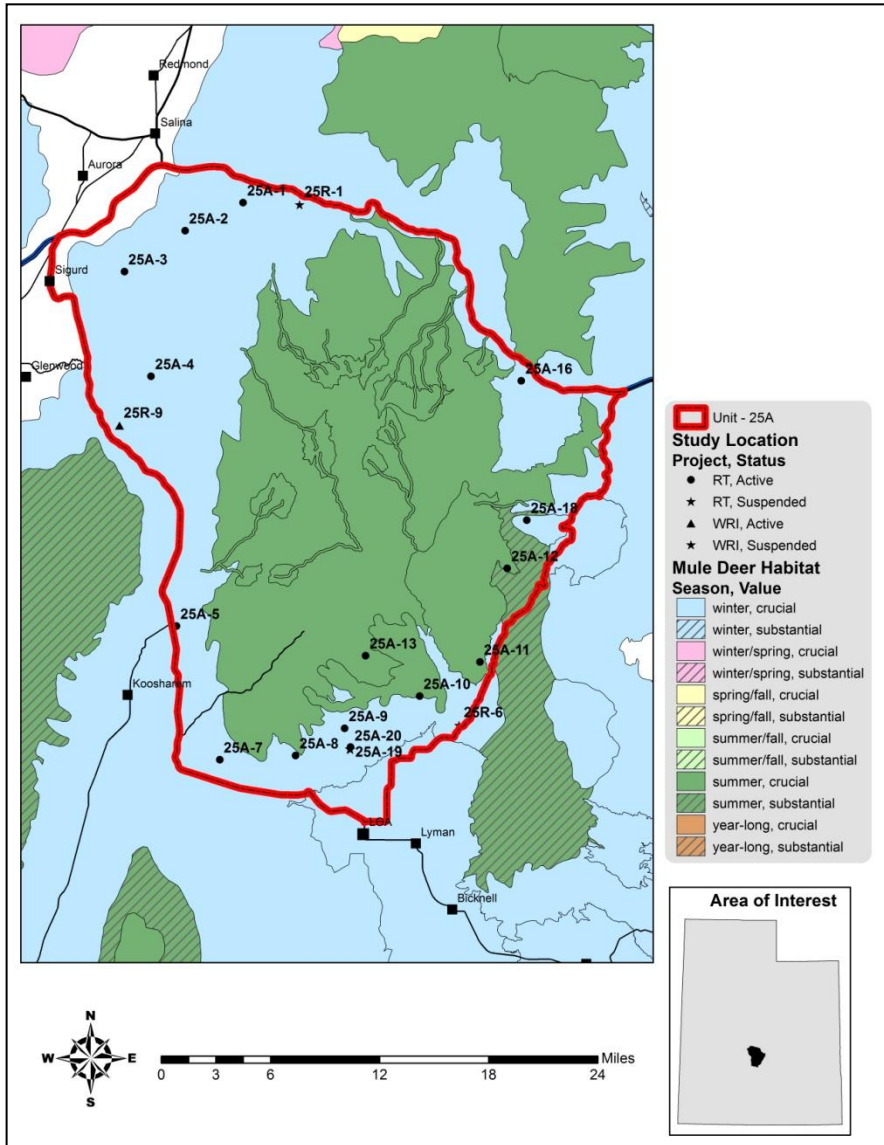 Redmond
Salina
Aurora
25A-1
25R-1
25A-2
25A-3
Sigurd
Glenwood
25A-4
25A-16
25R-9
25A-18
25A-12
25A-5
25A-13
25A-11
Koosharem
25A-10
25R-6
25A-9
25A-20
25A-7
25A-8
25A-19
LOA
Lyman
Bicknell
Unit - 25A
Study Location
Project, Status
RT, Active
RT, Suspended
WRI, Active
WRI, Suspended
Mule Deer Habitat
Season, Value
winter, crucial
winter, substantial
winter/spring, crucial
winter/spring, substantial
spring/fall, crucial
spring/fall, substantial
summer/fall, crucial
summer/fall, substantial
summer, crucial
summer, substantial
year-long, crucial
year-long, substantial
Area of Interest
N
W
E
S
Miles
0 3 6 12 18 24